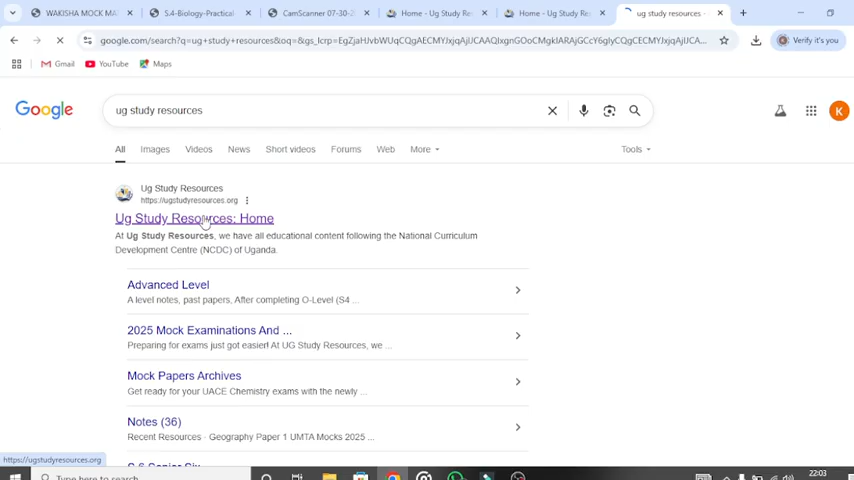 WAKISHA MOCK MA
S.4-Biology-Practical
CamScanner 07-30-2
Home - Ug Study Res
Home - Ug Study Re
ug study resources -
google.com/search?q=ug+study+resources&oq=&gs_lcrp=
Verify it's you
Gmail
YouTube
Maps
Google
ug study resources
K
All
Images
Videos
News
Short videos
Forums
Web
More
Tools
Ug Study Resources
https://ugstudyresources.org
Ug Study Resources: Home
At Ug Study Resources, we have all educational content following the National Curriculum
Development Centre (NCDC) of Uganda.
Advanced Level
A level notes, past papers, After completing O-Level (S4 ...
2025 Mock Examinations And ...
Preparing for exams just got easier! At UG Study Resources, we ...
Mock Papers Archives
Get ready for your UACE Chemistry exams with the newly ...
Notes (36)
Recent Resources · Geography Paper 1 UMTA Mocks 2025 ...
S.6 Senior Six
https://ugstudyresources.org
Type here to search
22:03